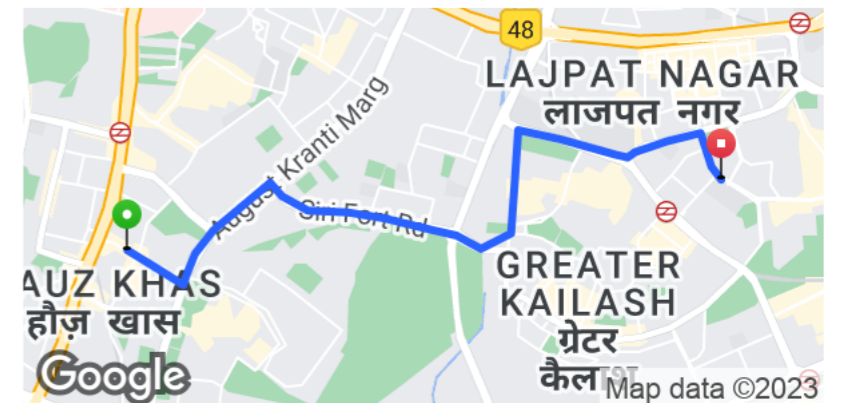 48
LAJPAT NAGAR
लाजपत नगर
August Kranti Marg
Siri Fort Rd
AUZ KHAS
हौज़ खास
GREATER
KAILASH
ग्रेटर
Google
Map data ©2023